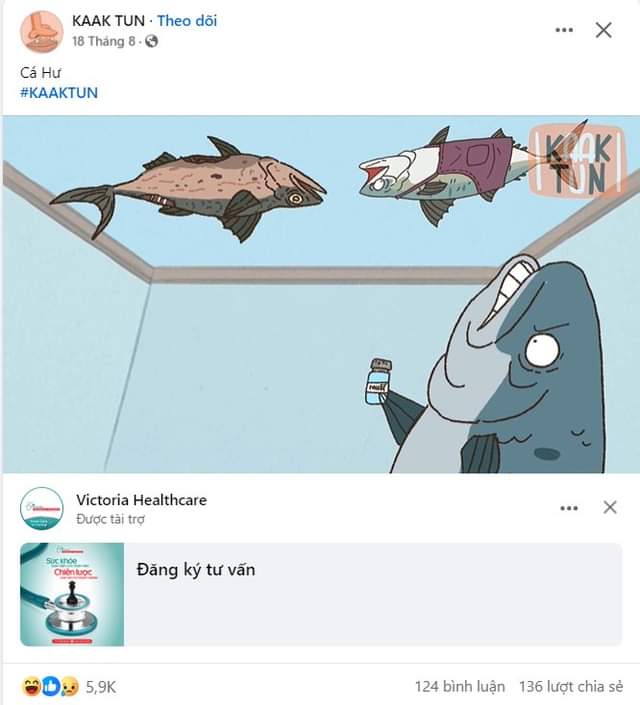 KAAK TUN · Theo dõi
18 Tháng 8 ·
Cá Hư
#KAAKTUN
KAAK
TUN
Victoria Healthcare
Được tài trợ
Sức khỏe
Chiến lược
Đăng ký tư vấn
5,9K
124 bình luận 136 lượt chia sẻ